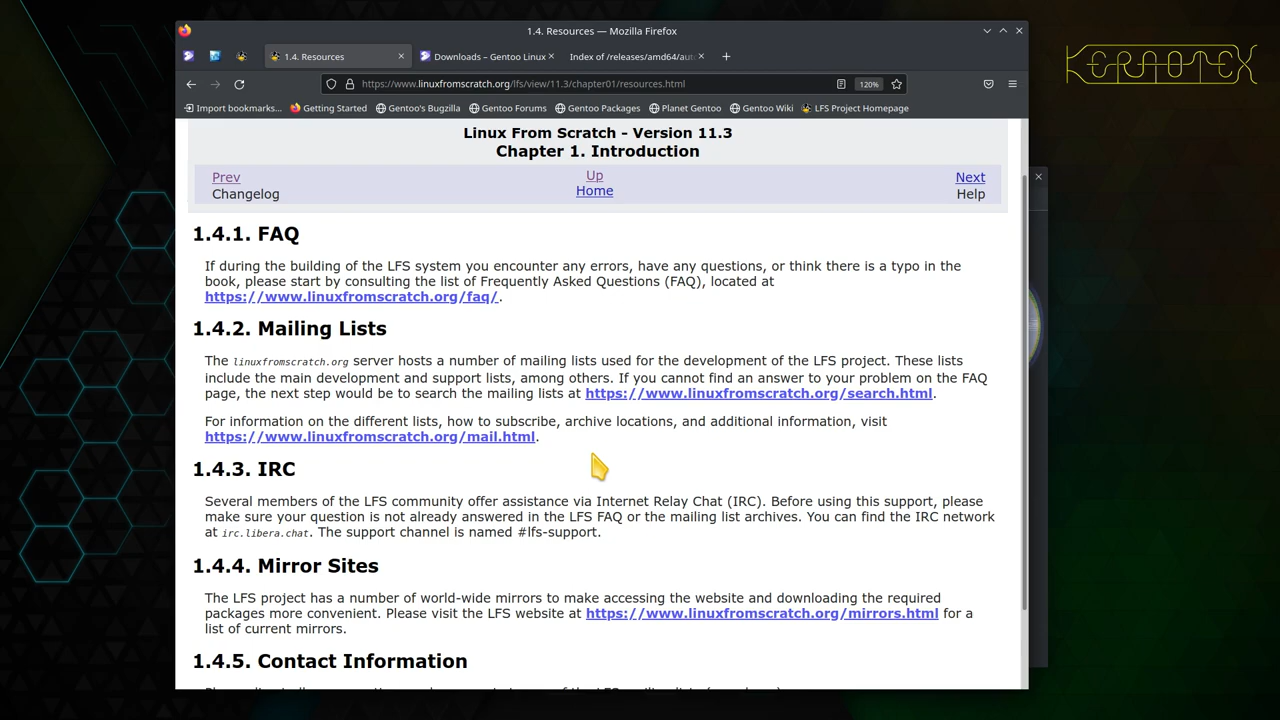 1.4. Resources — Mozilla Firefox
KERAOTEX
1.4. Resources
Downloads – Gentoo Linux
Index of /releases/amd64/aut
https://www.linuxfromscratch.org/lfs/view/11.3/chapter01/resources.html
120%
Import bookmarks...
Getting Started
Gentoo's Bugzilla
Gentoo Forums
Gentoo Packages
Planet Gentoo
Gentoo Wiki
LFS Project Homepage
Linux From Scratch - Version 11.3
Chapter 1. Introduction
Prev
Up
Next
Changelog
Home
Help
1.4.1. FAQ
If during the building of the LFS system you encounter any errors, have any questions, or think there is a typo in the
book, please start by consulting the list of Frequently Asked Questions (FAQ), located at
https://www.linuxfromscratch.org/faq/.
1.4.2. Mailing Lists
The linuxfromscratch.org server hosts a number of mailing lists used for the development of the LFS project. These lists
include the main development and support lists, among others. If you cannot find an answer to your problem on the FAQ
page, the next step would be to search the mailing lists at https://www.linuxfromscratch.org/search.html.
For information on the different lists, how to subscribe, archive locations, and additional information, visit
https://www.linuxfromscratch.org/mail.html.
1.4.3. IRC
Several members of the LFS community offer assistance via Internet Relay Chat (IRC). Before using this support, please
make sure your question is not already answered in the LFS FAQ or the mailing list archives. You can find the IRC network
at irc.libera.chat. The support channel is named #lfs-support.
1.4.4. Mirror Sites
The LFS project has a number of world-wide mirrors to make accessing the website and downloading the required
packages more convenient. Please visit the LFS website at https://www.linuxfromscratch.org/mirrors.html for a
list of current mirrors.
1.4.5. Contact Information